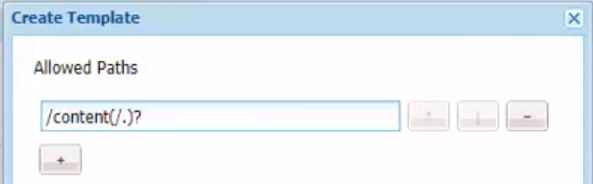 Create Template
Allowed Paths
/content(/.)?
↑ ↓ -
+